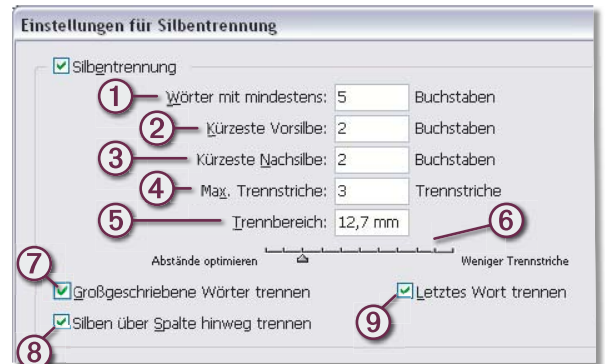 Einstellungen für Silbentrennung
Silbentrennung
1 Wörter mit mindestens: 5 Buchstaben
2 Kürzeste Vorsilbe: 2 Buchstaben
3 Kürzeste Nachsilbe: 2 Buchstaben
4 Max. Trennstriche: 3 Trennstriche
5 Trennbereich: 12,7 mm
6
Abstände optimieren Weniger Trennstriche
7 Großgeschriebene Wörter trennen Letztes Wort trennen
8 Silben über Spalte hinweg trennen 9